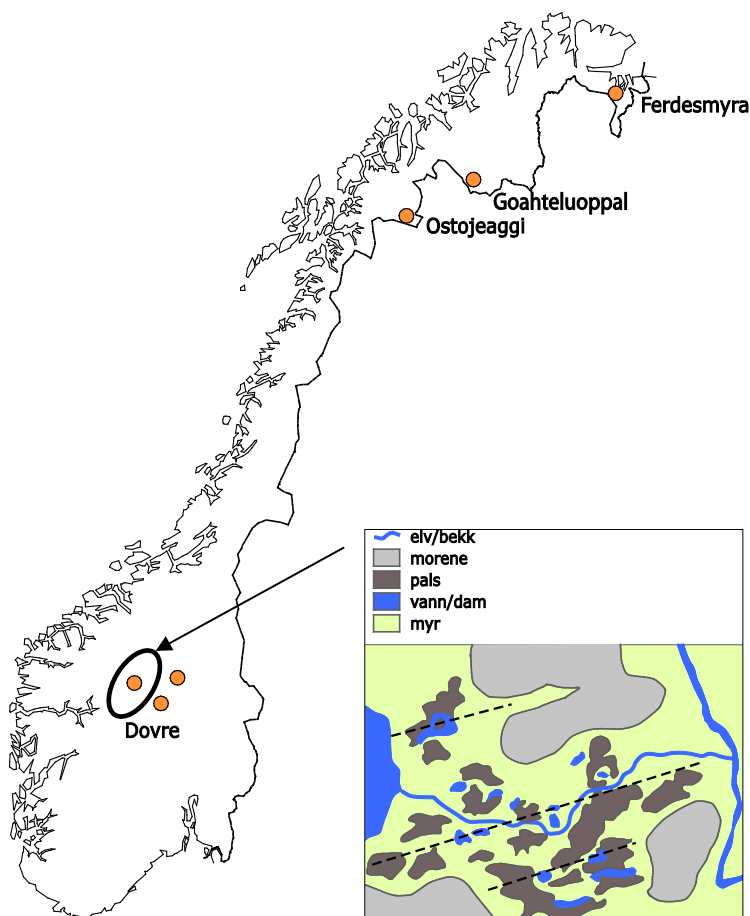 Ferdesmyra
Goahteluoppal
Ostojeaggi
Dovre
elv/bekk
morene
pals
vann/dam
myr